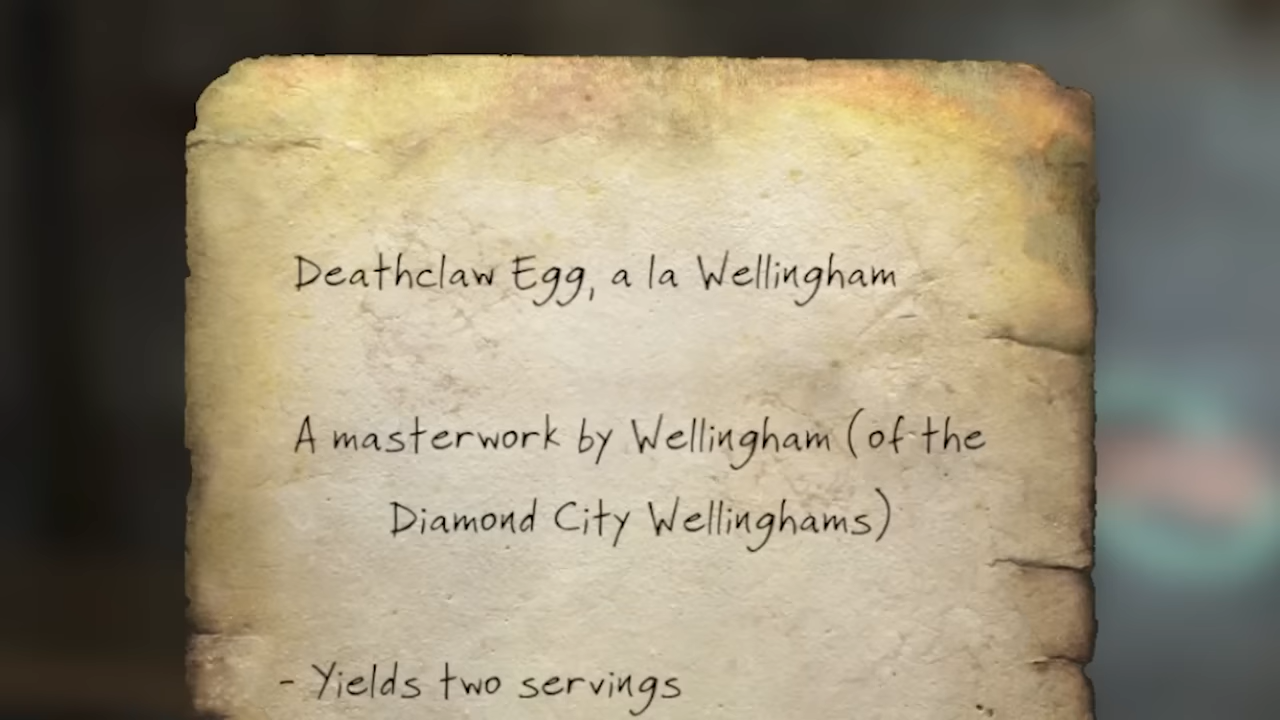 Deathclaw Egg, a la Wellingham
A masterwork by Wellingham (of the
Diamond City Wellinghams)
- Yields two servings